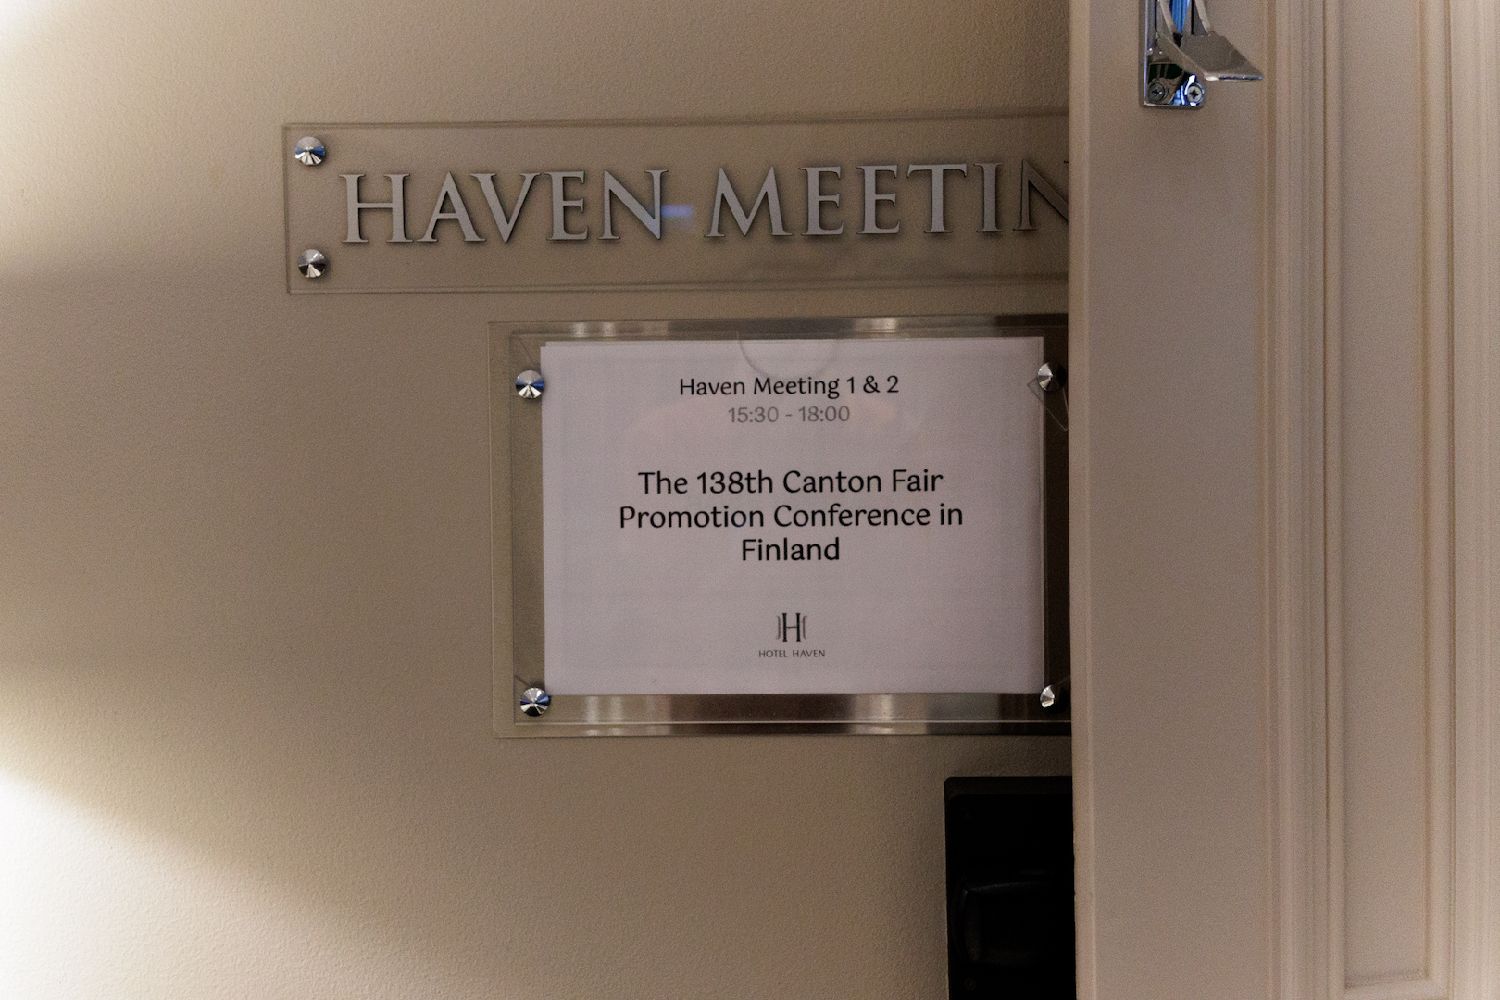 HAVEN MEETIN
Haven Meeting 1 & 2
15:30 - 18:00
The 138th Canton Fair
Promotion Conference in
Finland
H
HOTEL HAVEN